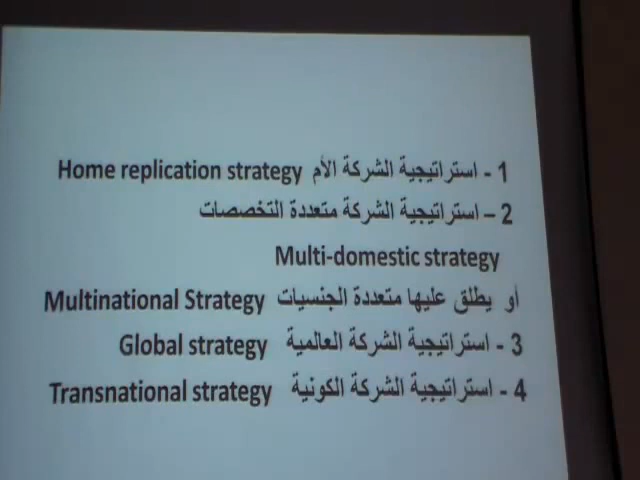 1 - استراتيجية الشركة الأم Home replication strategy
2 – استراتيجية الشركة متعددة التخصصات
Multi-domestic strategy
أو يطلق عليها متعددة الجنسيات Multinational Strategy
3 - استراتيجية الشركة العالمية Global strategy
4 - استراتيجية الشركة الكونية Transnational strategy